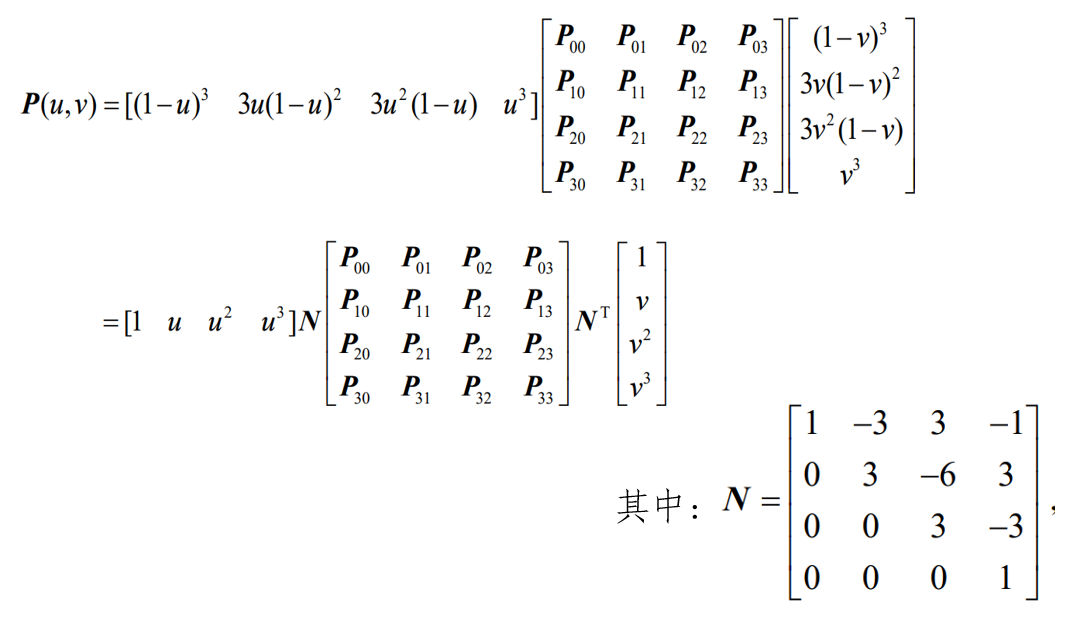 $\boldsymbol{P}(u,v)=[(1-u)^3 \quad 3u(1-u)^2 \quad 3u^2(1-u) \quad u^3]\begin{bmatrix} \boldsymbol{P}_{00} & \boldsymbol{P}_{01} & \boldsymbol{P}_{02} & \boldsymbol{P}_{03} \\ \boldsymbol{P}_{10} & \boldsymbol{P}_{11} & \boldsymbol{P}_{12} & \boldsymbol{P}_{13} \\ \boldsymbol{P}_{20} & \boldsymbol{P}_{21} & \boldsymbol{P}_{22} & \boldsymbol{P}_{23} \\ \boldsymbol{P}_{30} & \boldsymbol{P}_{31} & \boldsymbol{P}_{32} & \boldsymbol{P}_{33} \end{bmatrix}\begin{bmatrix} (1-v)^3 \\ 3v(1-v)^2 \\ 3v^2(1-v) \\ v^3 \end{bmatrix}$
$=[1 \quad u \quad u^2 \quad u^3]\boldsymbol{N}\begin{bmatrix} \boldsymbol{P}_{00} & \boldsymbol{P}_{01} & \boldsymbol{P}_{02} & \boldsymbol{P}_{03} \\ \boldsymbol{P}_{10} & \boldsymbol{P}_{11} & \boldsymbol{P}_{12} & \boldsymbol{P}_{13} \\ \boldsymbol{P}_{20} & \boldsymbol{P}_{21} & \boldsymbol{P}_{22} & \boldsymbol{P}_{23} \\ \boldsymbol{P}_{30} & \boldsymbol{P}_{31} & \boldsymbol{P}_{32} & \boldsymbol{P}_{33} \end{bmatrix}\boldsymbol{N}^{\mathrm{T}}\begin{bmatrix} 1 \\ v \\ v^2 \\ v^3 \end{bmatrix}$
其中：$\boldsymbol{N}=\begin{bmatrix} 1 & -3 & 3 & -1 \\ 0 & 3 & -6 & 3 \\ 0 & 0 & 3 & -3 \\ 0 & 0 & 0 & 1 \end{bmatrix}$,